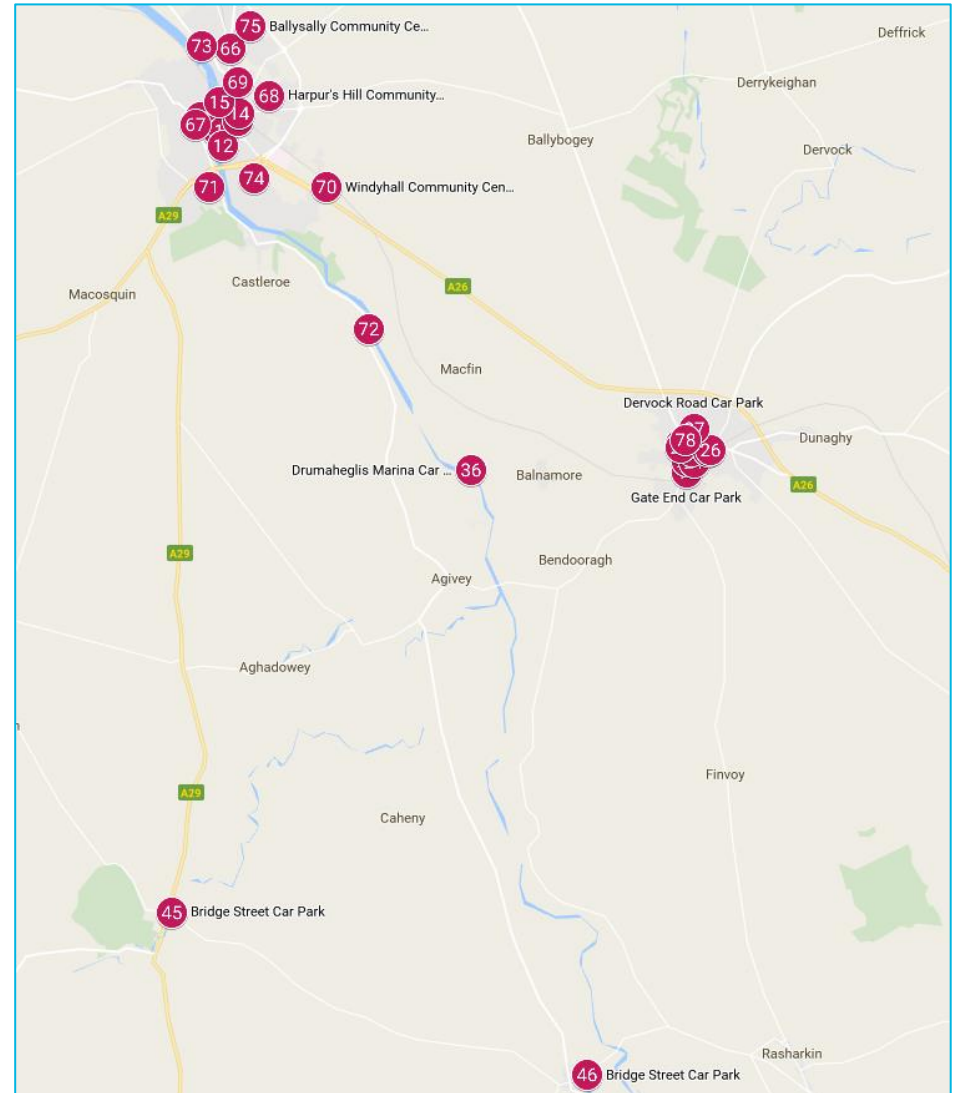 75 Ballysally Community Ce...
Deffrick
73
66
69
Derrykeighan
68 Harpur's Hill Community...
15
14
67
Ballybogey
12
Dervock
74
71
70 Windyhall Community Cen...
A29
Castleroe
A26
Macosquin
72
Macfin
Dervock Road Car Park
78
Dunaghy
26
Drumaheglis Marina Car ... 36
Balnamore
A26
Gate End Car Park
A29
Bendooragh
Agivey
Aghadowey
Finvoy
A29
Caheny
45 Bridge Street Car Park
Rasharkin
46 Bridge Street Car Park